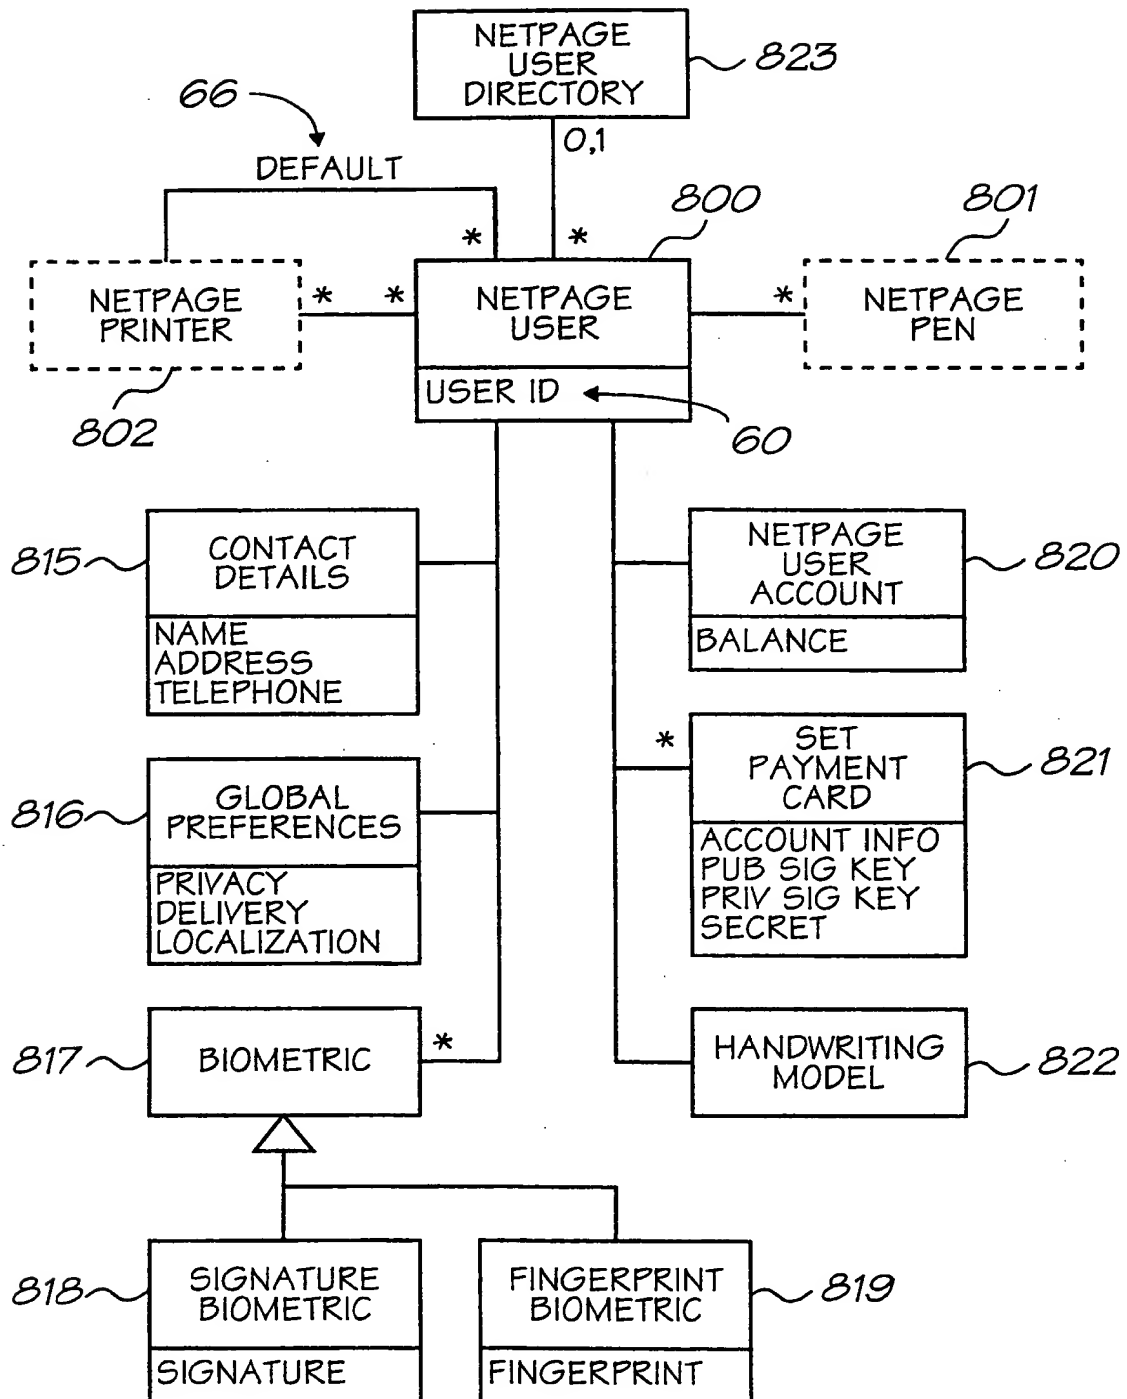 NETPAGE
USER
DIRECTORY
823
66
0,1
DEFAULT
800
801
*
*
NETPAGE
PRINTER
*
*
NETPAGE
USER
*
NETPAGE
PEN
802
USER ID
60
815
CONTACT
DETAILS
NAME
ADDRESS
TELEPHONE
NETPAGE
USER
ACCOUNT
820
BALANCE
816
GLOBAL
PREFERENCES
PRIVACY
DELIVERY
LOCALIZATION
*
SET
PAYMENT
CARD
821
ACCOUNT INFO
PUB SIG KEY
PRIV SIG KEY
SECRET
817
BIOMETRIC
*
HANDWRITING
MODEL
822
818
SIGNATURE
BIOMETRIC
SIGNATURE
FINGERPRINT
BIOMETRIC
819
FINGERPRINT